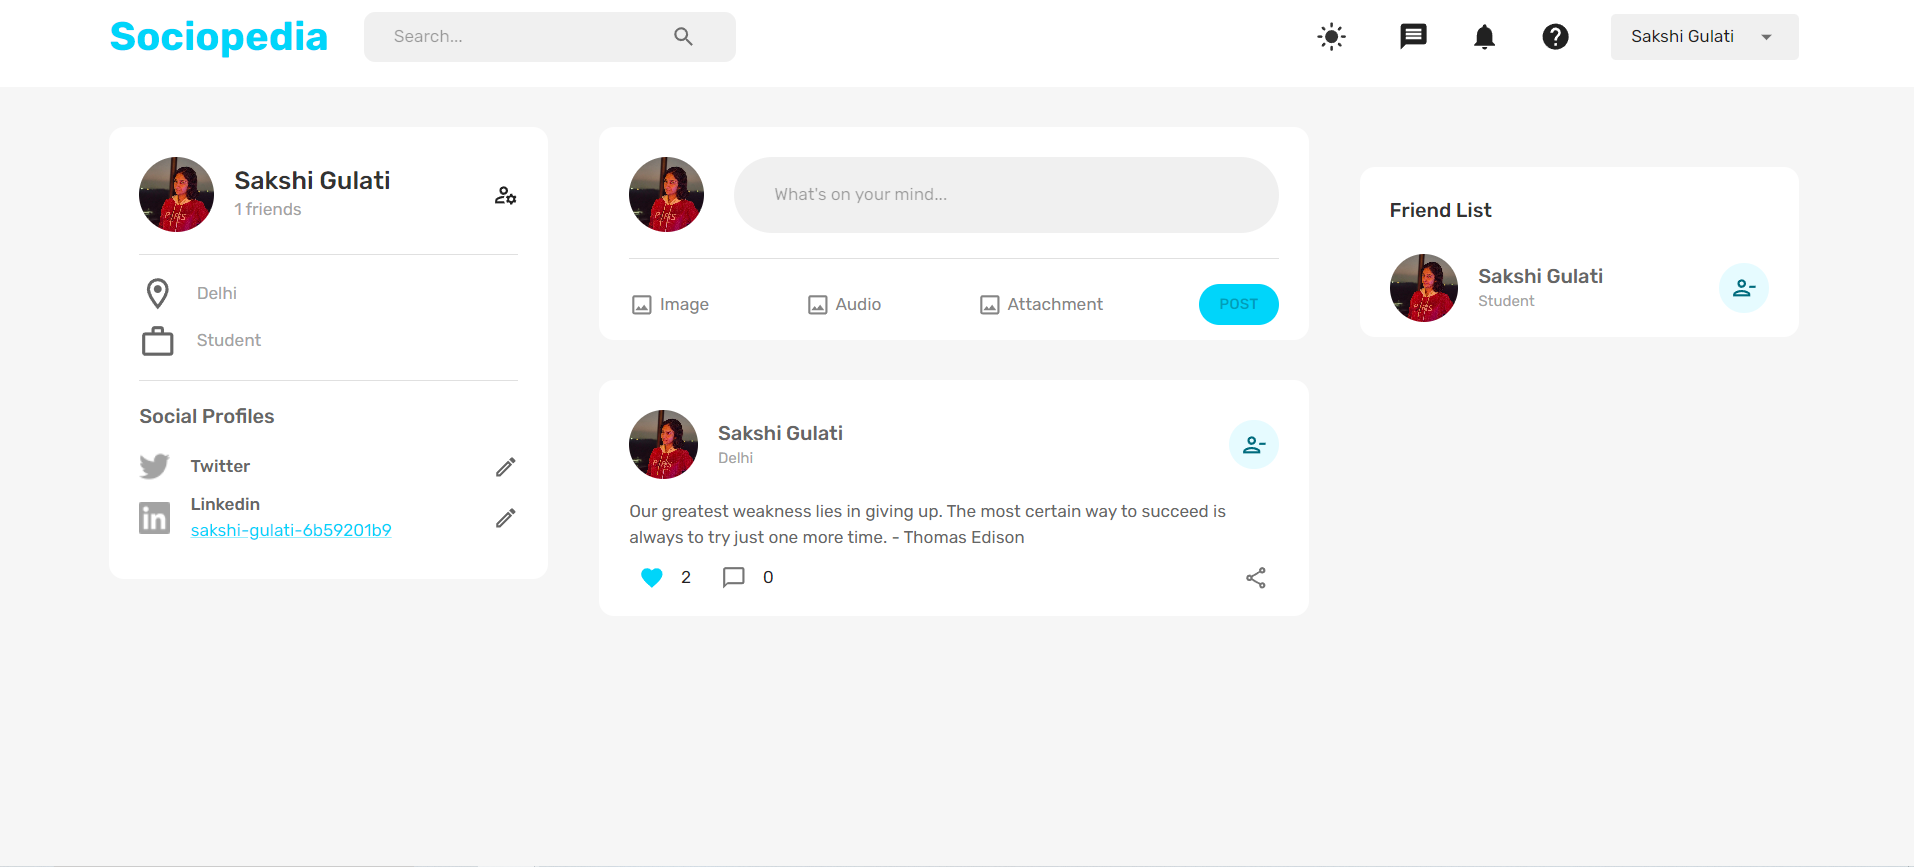 Sociopedia
Search...
Sakshi Gulati
Sakshi Gulati
1 friends
Delhi
Student
Social Profiles
Twitter
Linkedin
sakshi-gulati-6b59201b9
What's on your mind...
Image
Audio
Attachment
POST
Sakshi Gulati
Delhi
Our greatest weakness lies in giving up. The most certain way to succeed is
always to try just one more time. - Thomas Edison
2
0
Friend List
Sakshi Gulati
Student